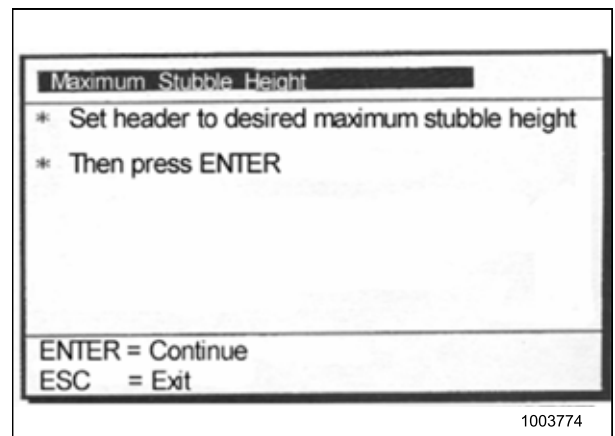 Maximum Stubble Height
* Set header to desired maximum stubble height
* Then press ENTER
ENTER = Continue
ESC = Exit
1003774